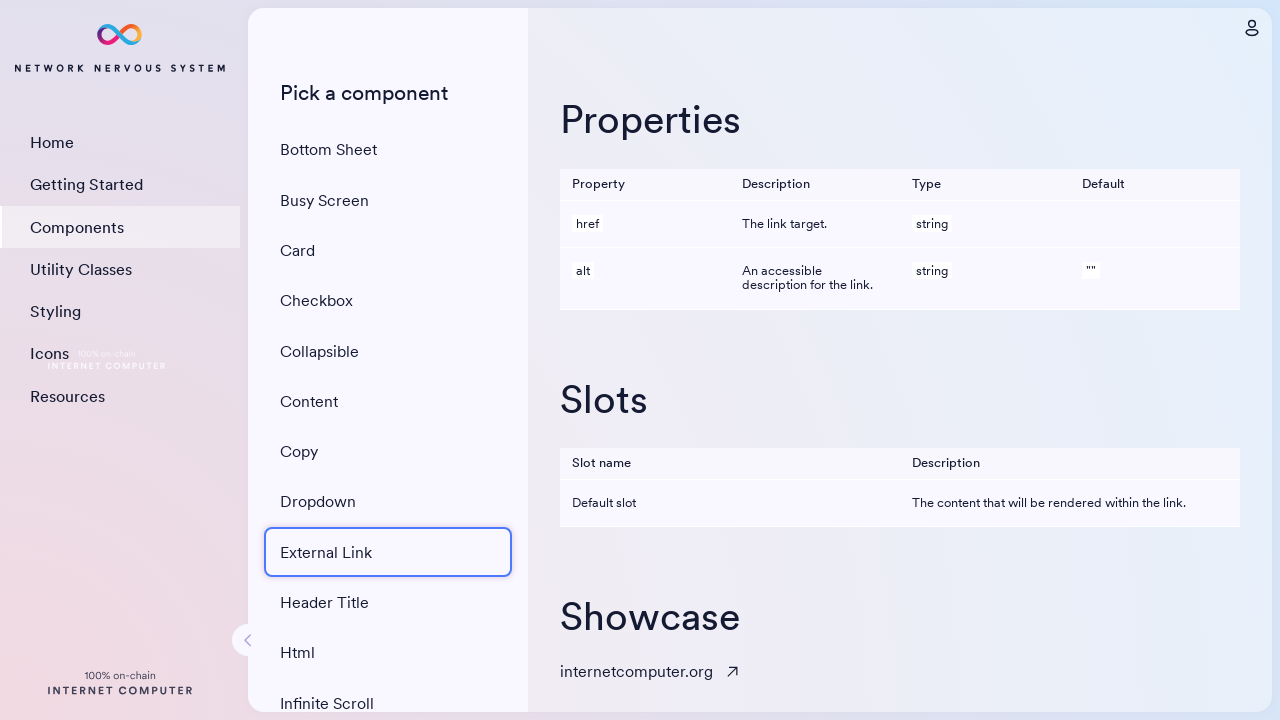 NETWORK NERVOUS SYSTEM
Home
Getting Started
Components
Utility Classes
Styling
Icons
100% on-chain
INTERNET COMPUTER
Resources
100% on-chain
INTERNET COMPUTER
Pick a component
Bottom Sheet
Busy Screen
Card
Checkbox
Collapsible
Content
Copy
Dropdown
External Link
Header Title
Html
Infinite Scroll
Properties
Property Description Type Default
href The link target. string
alt An accessible string ""
description for the link.
Slots
Slot name Description
Default slot The content that will be rendered within the link.
Showcase
internetcomputer.org